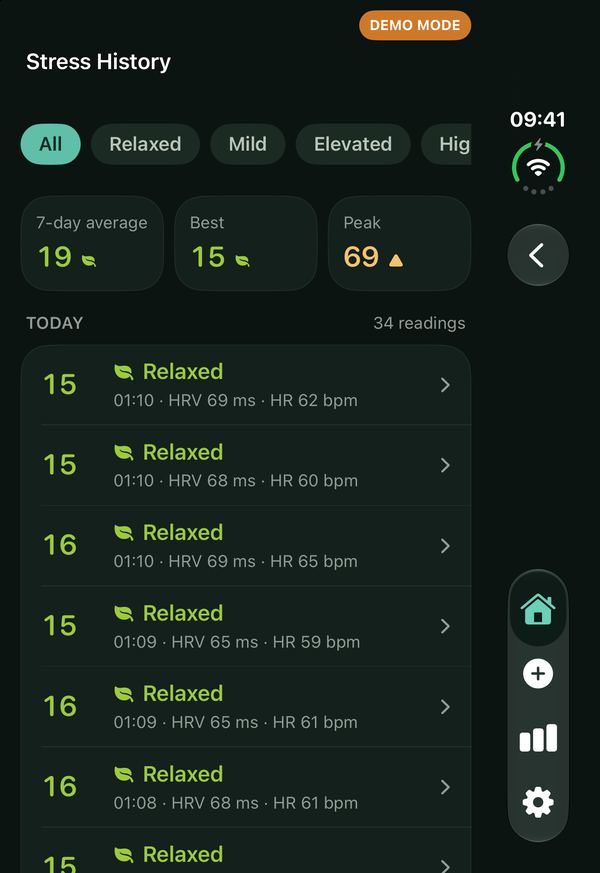 DEMO MODE
Stress History
09:41
All
Relaxed
Mild
Elevated
Hig
7-day average
19
Best
15
Peak
69
TODAY
34 readings
15
Relaxed
01:10 · HRV 69 ms · HR 62 bpm
15
Relaxed
01:10 · HRV 68 ms · HR 60 bpm
16
Relaxed
01:10 · HRV 69 ms · HR 65 bpm
15
Relaxed
01:09 · HRV 65 ms · HR 59 bpm
16
Relaxed
01:09 · HRV 65 ms · HR 61 bpm
16
Relaxed
01:08 · HRV 68 ms · HR 61 bpm
15
Relaxed